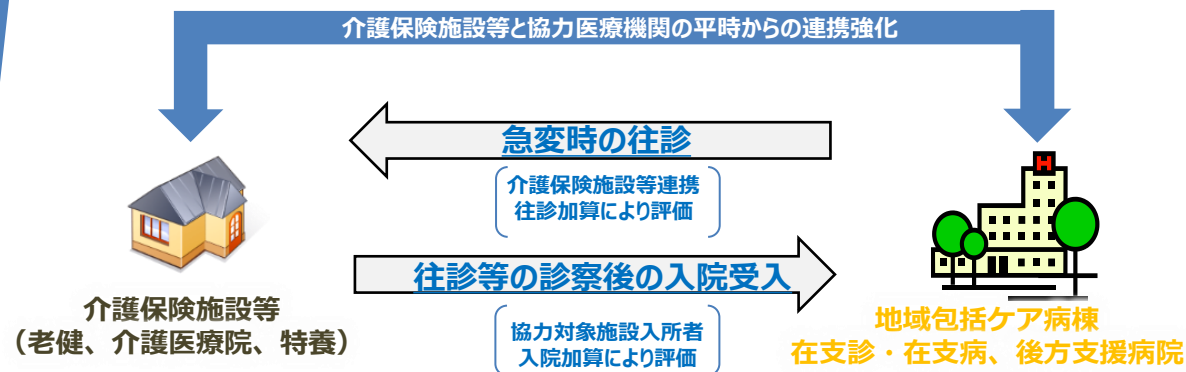 介護保険施設等と協力医療機関の平時からの連携強化
急変時の往診
介護保険施設等連携
往診加算により評価
H
往診等の診察後の入院受入
協力対象施設入所者
入院加算により評価
介護保険施設等
（老健、介護医療院、特養）
地域包括ケア病棟
在支診・在支病、後方支援病院